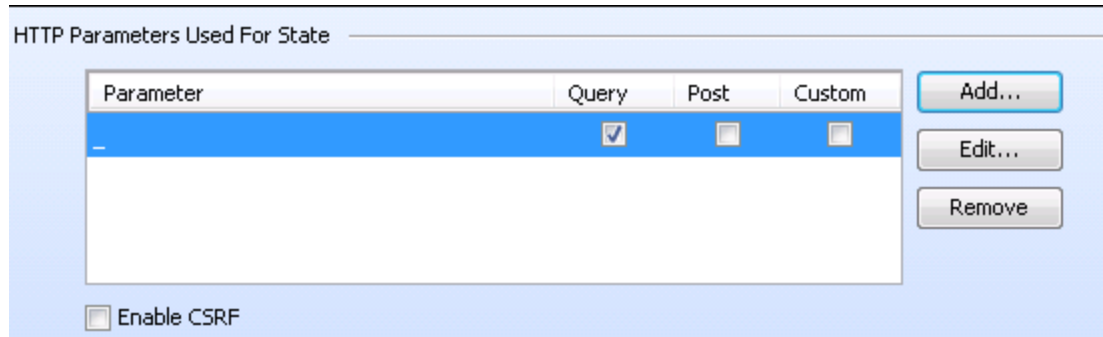 HTTP Parameters Used For State
Parameter Query Post Custom Add...
_
Edit...
Remove
Enable CSRF